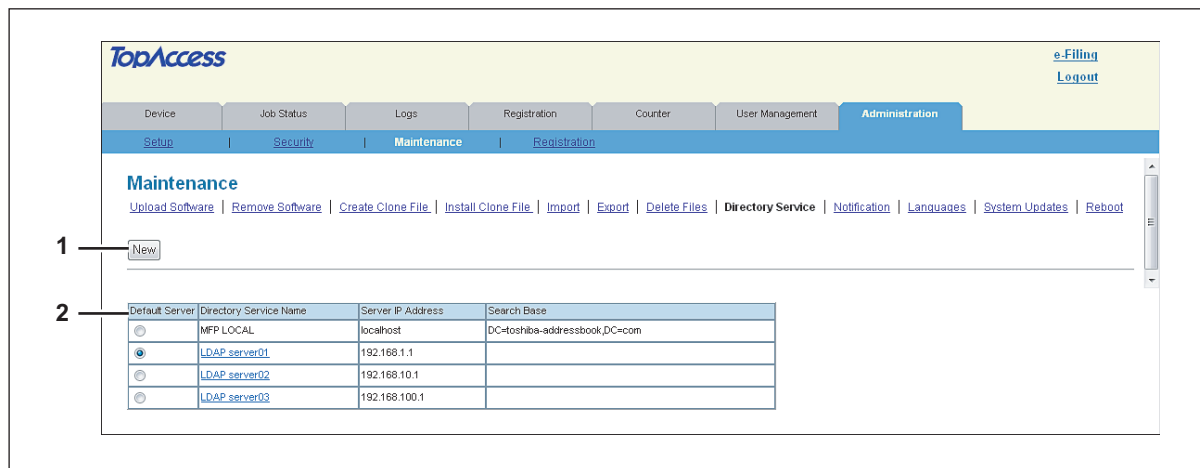 TopAccess
e-Filing
Logout
Device Job Status Logs Registration Counter User Management Administration
Setup | Security | Maintenance | Registration
Maintenance
Upload Software | Remove Software | Create Clone File | Install Clone File | Import | Export | Delete Files | Directory Service | Notification | Languages | System Updates | Reboot
1 New
2 Default Server Directory Service Name Server IP Address Search Base
MFP LOCAL localhost DC=toshiba-addressbook,DC=com
LDAP server01 192.168.1.1
LDAP server02 192.168.10.1
LDAP server03 192.168.100.1